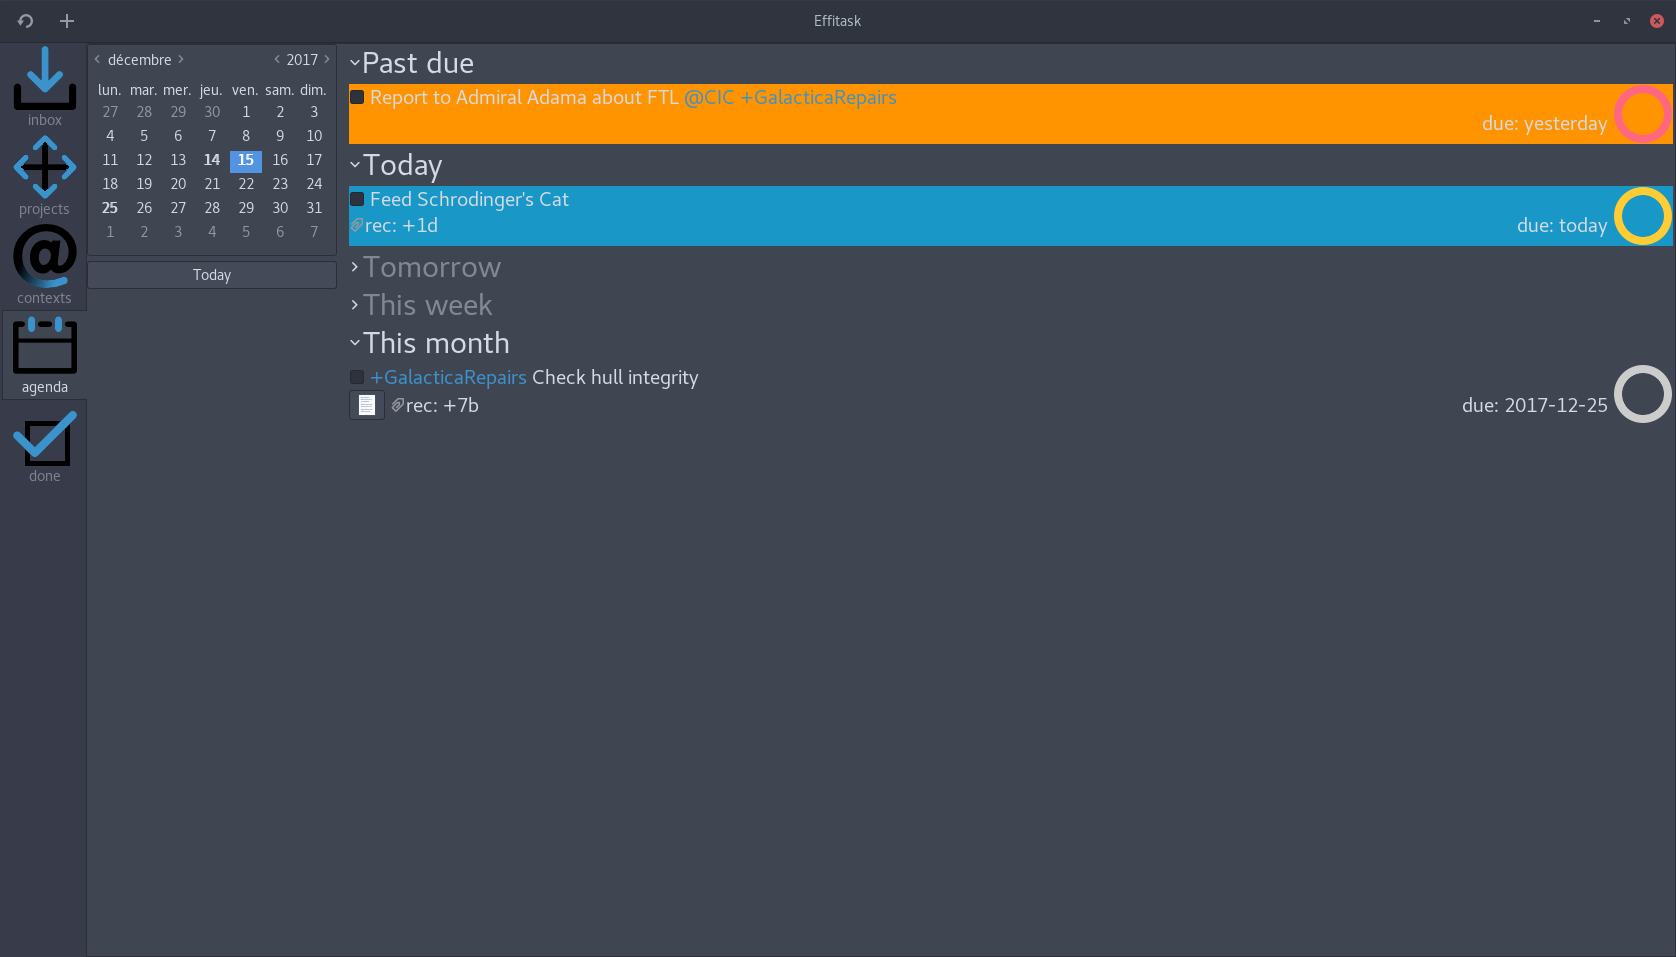 Effitask
inbox
projects
contexts
agenda
done
décembre 2017
lun. mar. mer. jeu. ven. sam. dim.
27 28 29 30 1 2 3
4 5 6 7 8 9 10
11 12 13 14 15 16 17
18 19 20 21 22 23 24
25 26 27 28 29 30 31
1 2 3 4 5 6 7
Today
Past due
Report to Admiral Adama about FTL @CIC +GalacticaRepairs
due: yesterday
Today
Feed Schrodinger's Cat
rec: +1d due: today
Tomorrow
This week
This month
+GalacticaRepairs Check hull integrity
rec: +7b due: 2017-12-25